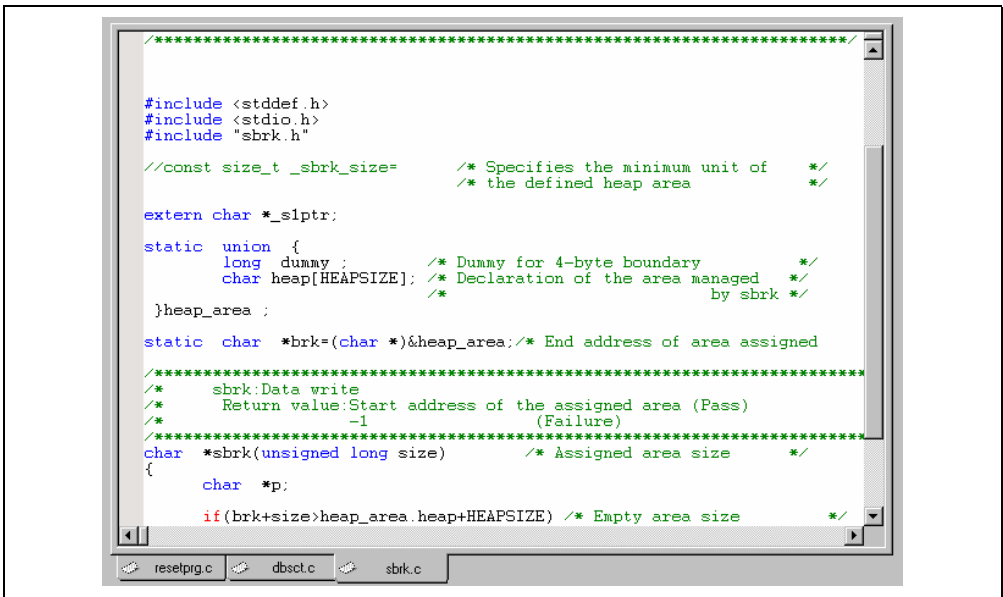 /***********************************************************************/
#include <stddef.h>
#include <stdio.h>
#include "sbrk.h"
//const size_t _sbrk_size=      /* Specifies the minimum unit of    */
                                /* the defined heap area            */
extern char *_s1ptr;
static  union  {
        long  dummy ;        /* Dummy for 4-byte boundary          */
        char heap[HEAPSIZE]; /* Declaration of the area managed   */
                             /*                           by sbrk */
 }heap_area ;
static  char  *brk=(char *)&heap_area;/* End address of area assigned
/*************************************************************************
/*     sbrk:Data write
/*      Return value:Start address of the assigned area (Pass)
/*                   -1                 (Failure)
/*************************************************************************
char  *sbrk(unsigned long size)        /* Assigned area size      */
{
      char  *p;
      if(brk+size>heap_area.heap+HEAPSIZE) /* Empty area size          */
resetprg.c dbsct.c sbrk.c